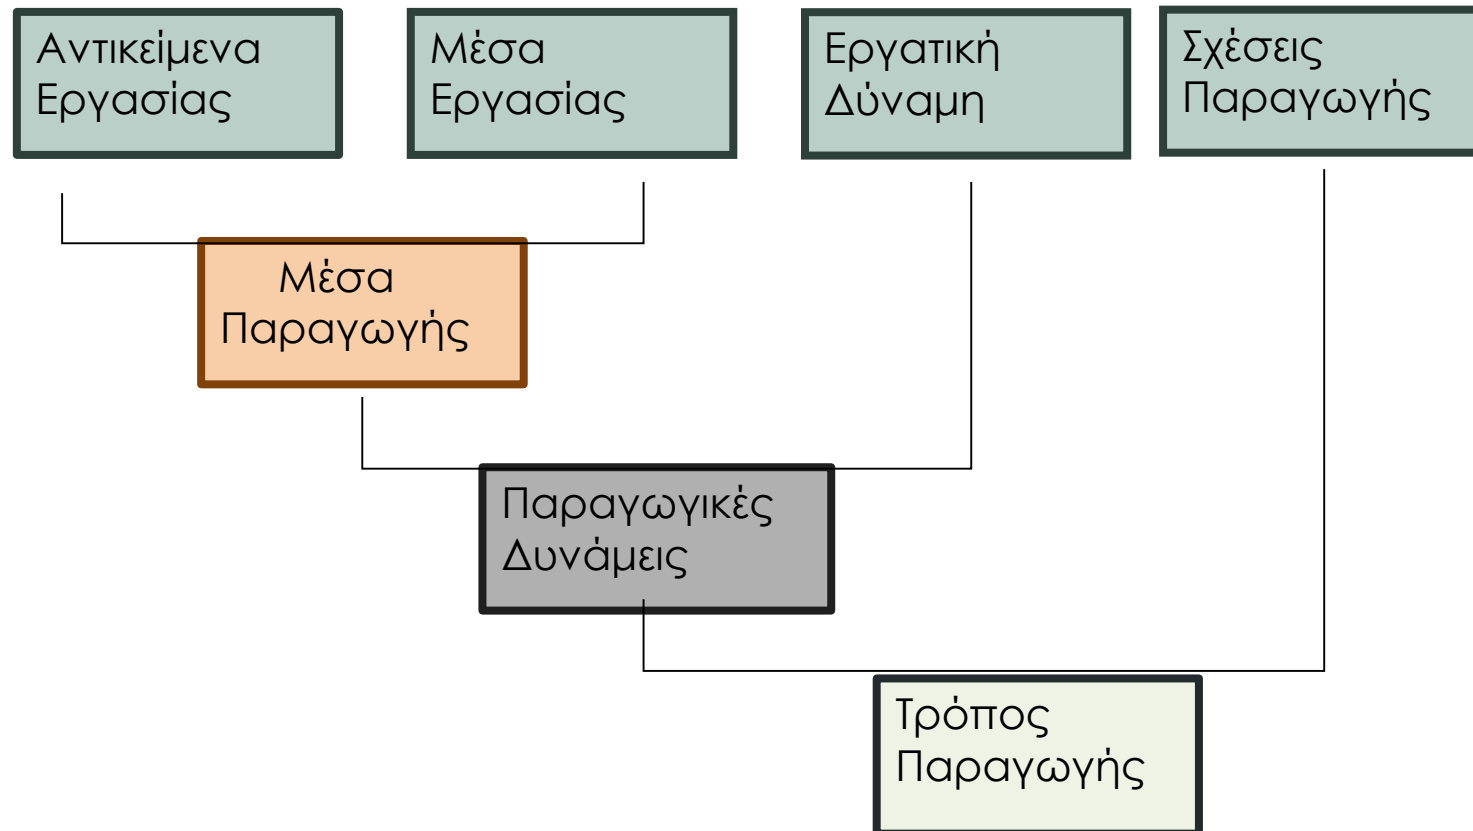 Αντικείμενα
Εργασίας
Μέσα
Εργασίας
Εργατική
Δύναμη
Σχέσεις
Παραγωγής
Μέσα
Παραγωγής
Παραγωγικές
Δυνάμεις
Τρόπος
Παραγωγής